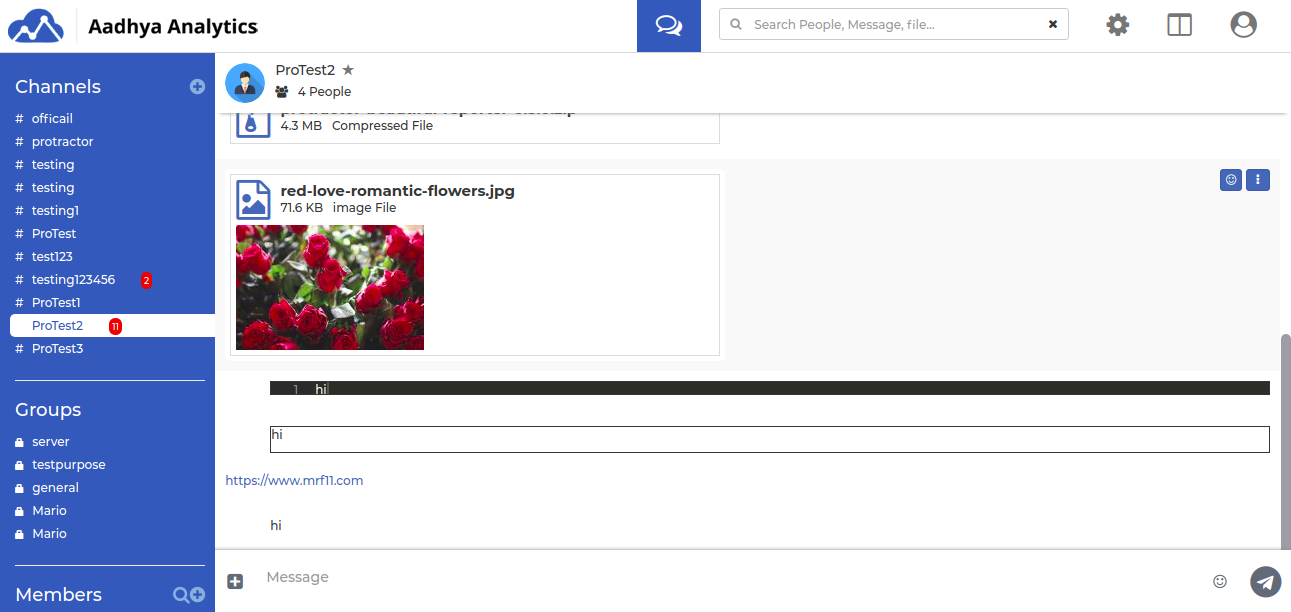 Aadhya Analytics
Search People, Message, file...
Channels
# officail
# protractor
# testing
# testing
# testing1
# ProTest
# test123
# testing123456 2
# ProTest1
ProTest2 11
# ProTest3
Groups
server
testpurpose
general
Mario
Mario
Members
ProTest2
4 People
4.3 MB Compressed File
red-love-romantic-flowers.jpg
71.6 KB image File
1 hi
hi
https://www.mrf11.com
hi
Message